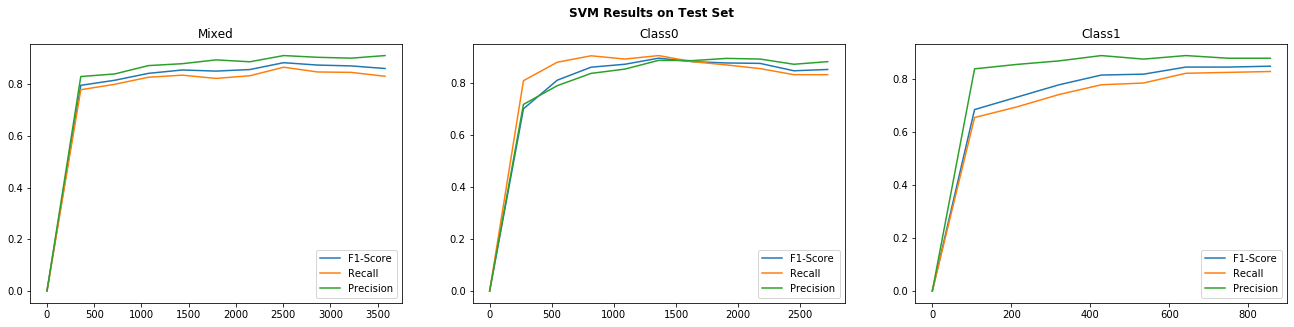 SVM Results on Test Set
Mixed
0.8
0.6
0.4
0.2
0.0
0 500 1000 1500 2000 2500 3000 3500
F1-Score
Recall
Precision
Class0
0.8
0.6
0.4
0.2
0.0
0 500 1000 1500 2000 2500
F1-Score
Recall
Precision
Class1
0.8
0.6
0.4
0.2
0.0
0 200 400 600 800
F1-Score
Recall
Precision